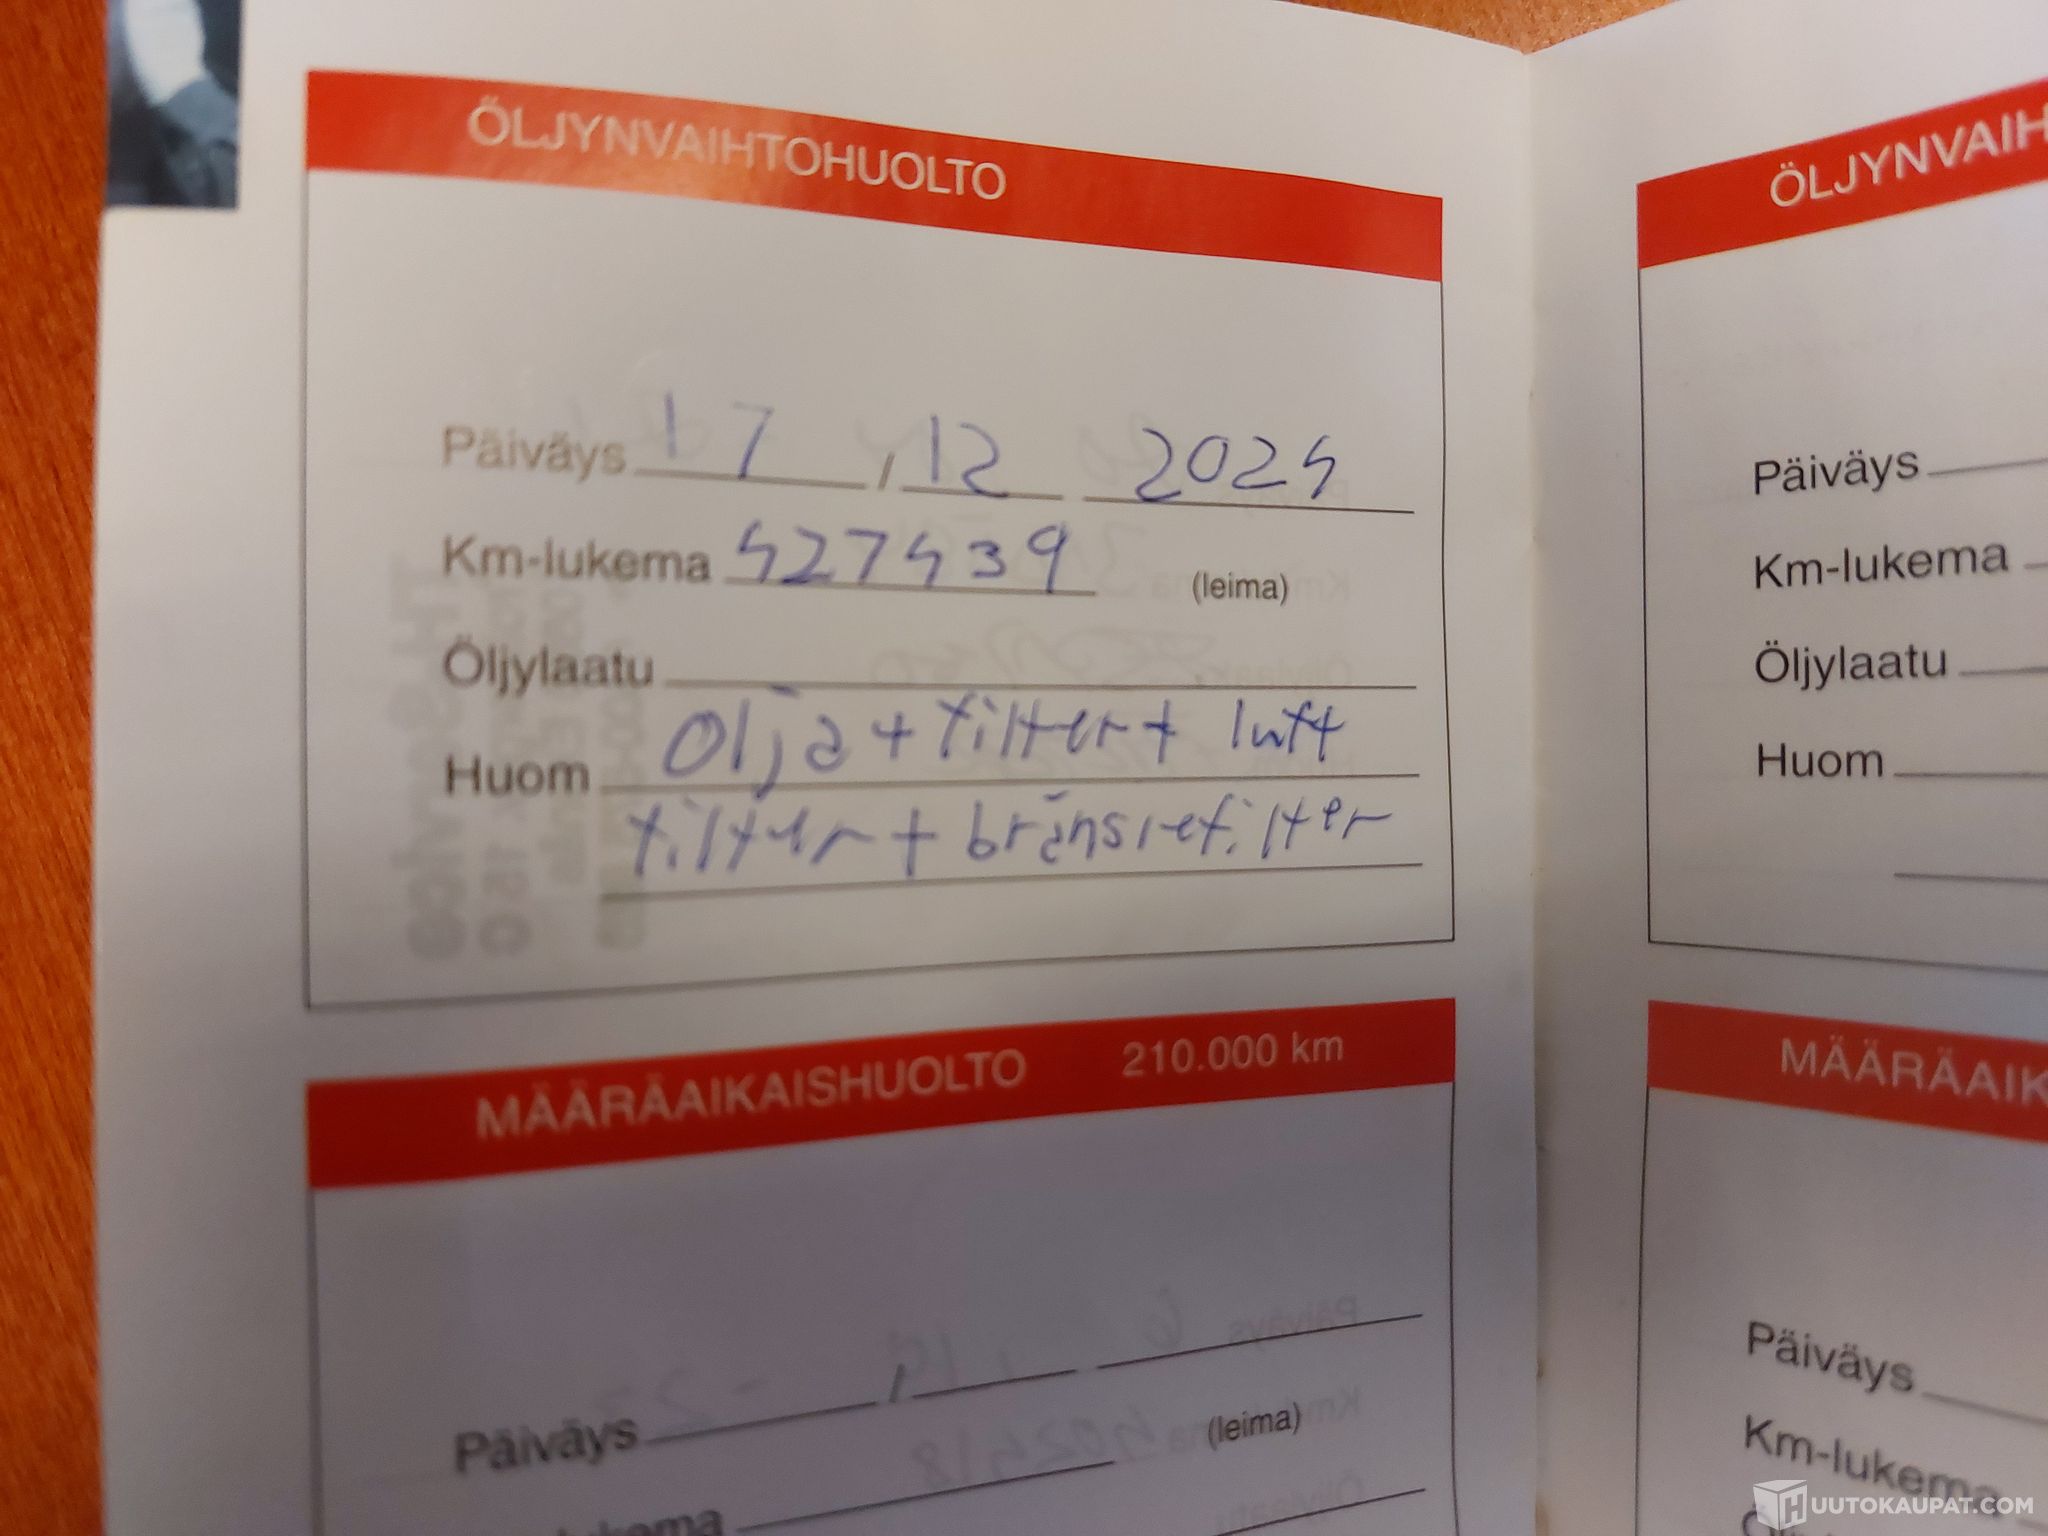 ÖLJYNVAIHTOHUOLTO
Päiväys 17 , 12 2024
Km-lukema 427439 (leima)
Öljylaatu
Huom Olja + filter + luft
filter + bränslefilter
MÄÄRÄAIKAISHUOLTO 210.000 km
Päiväys ,
(leima)
ÖLJYNVAIH
Päiväys
Km-lukema
Öljylaatu
Huom
MÄÄRÄAIK
Päiväys
Km-lukema
HUUTOKAUPAT.COM